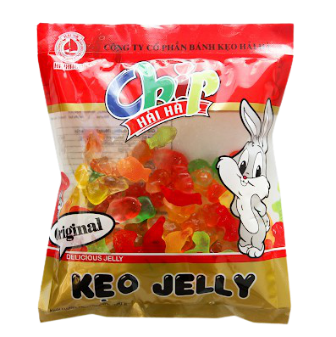 CÔNG TY CỔ PHẦN BÁNH KẸO HẢI HÀ
Chip
HẢI HÀ
Original
DELICIOUS JELLY
KẸO JELLY